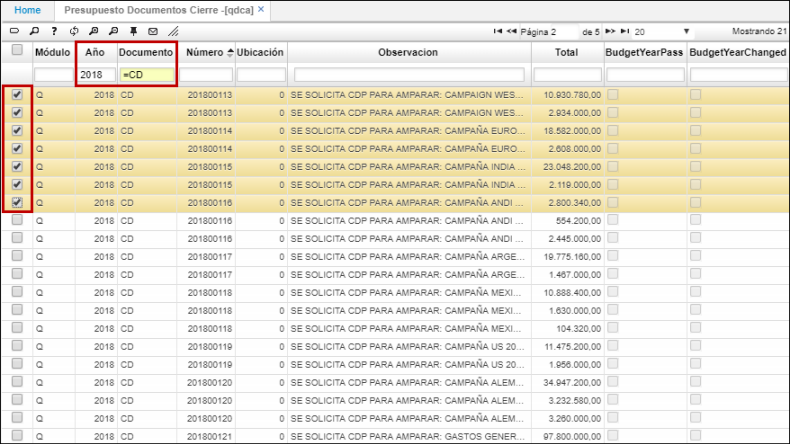 Home Presupuesto Documentos Cierre -[qdca] ×
Página 2 de 5 20 Mostrando 21
Módulo Año Documento Número Ubicación Observacion Total BudgetYearPass BudgetYearChanged
2018 =CD
Q 2018 CD 201800113 0 SE SOLICITA CDP PARA AMPARAR: CAMPAIGN WES... 10.930.780,00
Q 2018 CD 201800113 0 SE SOLICITA CDP PARA AMPARAR: CAMPAIGN WES... 2.934.000,00
Q 2018 CD 201800114 0 SE SOLICITA CDP PARA AMPARAR: CAMPAÑA EURO... 18.582.000,00
Q 2018 CD 201800114 0 SE SOLICITA CDP PARA AMPARAR: CAMPAÑA EURO... 2.608.000,00
Q 2018 CD 201800115 0 SE SOLICITA CDP PARA AMPARAR: CAMPAÑA INDIA ... 23.048.200,00
Q 2018 CD 201800115 0 SE SOLICITA CDP PARA AMPARAR: CAMPAÑA INDIA ... 2.119.000,00
Q 2018 CD 201800116 0 SE SOLICITA CDP PARA AMPARAR: CAMPAÑA ANDI ... 2.800.340,00
Q 2018 CD 201800116 0 SE SOLICITA CDP PARA AMPARAR: CAMPAÑA ANDI ... 554.200,00
Q 2018 CD 201800116 0 SE SOLICITA CDP PARA AMPARAR: CAMPAÑA ANDI ... 2.445.000,00
Q 2018 CD 201800117 0 SE SOLICITA CDP PARA AMPARAR: CAMPAÑA ARGE... 19.775.160,00
Q 2018 CD 201800117 0 SE SOLICITA CDP PARA AMPARAR: CAMPAÑA ARGE... 1.467.000,00
Q 2018 CD 201800118 0 SE SOLICITA CDP PARA AMPARAR: CAMPAÑA MEXI... 10.888.400,00
Q 2018 CD 201800118 0 SE SOLICITA CDP PARA AMPARAR: CAMPAÑA MEXI... 1.630.000,00
Q 2018 CD 201800118 0 SE SOLICITA CDP PARA AMPARAR: CAMPAÑA MEXI... 104.320,00
Q 2018 CD 201800119 0 SE SOLICITA CDP PARA AMPARAR: CAMPAÑA US 20... 11.475.200,00
Q 2018 CD 201800119 0 SE SOLICITA CDP PARA AMPARAR: CAMPAÑA US 20... 1.956.000,00
Q 2018 CD 201800120 0 SE SOLICITA CDP PARA AMPARAR: CAMPAÑA ALEM... 34.947.200,00
Q 2018 CD 201800120 0 SE SOLICITA CDP PARA AMPARAR: CAMPAÑA ALEM... 3.232.580,00
Q 2018 CD 201800120 0 SE SOLICITA CDP PARA AMPARAR: CAMPAÑA ALEM... 3.260.000,00
Q 2018 CD 201800121 0 SE SOLICITA CDP PARA AMPARAR: GASTOS GENER... 97.800.000,00